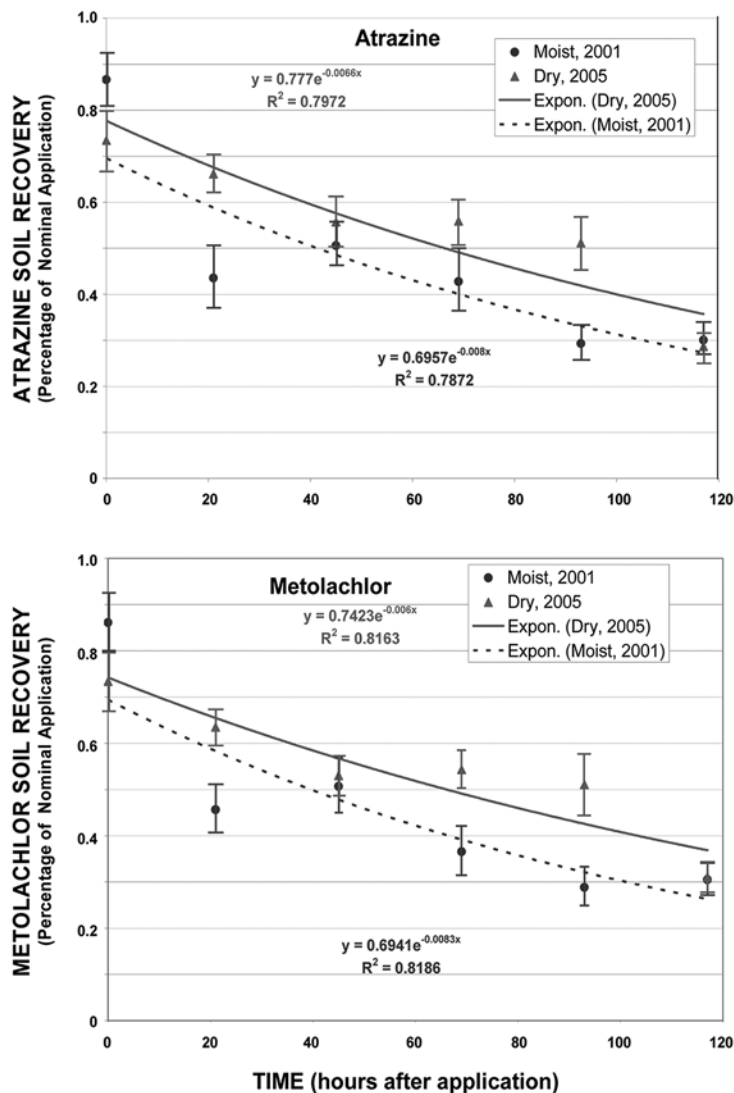 Atrazine
Moist, 2001
Dry, 2005
Expon. (Dry, 2005)
Expon. (Moist, 2001)
y = 0.777e^-0.0066x
R² = 0.7972
y = 0.6957e^-0.008x
R² = 0.7872
ATRAZINE SOIL RECOVERY
(Percentage of Nominal Application)
1.0
0.8
0.6
0.4
0.2
0
0
20
40
60
80
100
120
Metolachlor
Moist, 2001
Dry, 2005
Expon. (Dry, 2005)
Expon. (Moist, 2001)
y = 0.7423e^-0.006x
R² = 0.8163
y = 0.6941e^-0.0083x
R² = 0.8186
METOLACHLOR SOIL RECOVERY
(Percentage of Nominal Application)
1.0
0.8
0.6
0.4
0.2
0
0
20
40
60
80
100
120
TIME (hours after application)